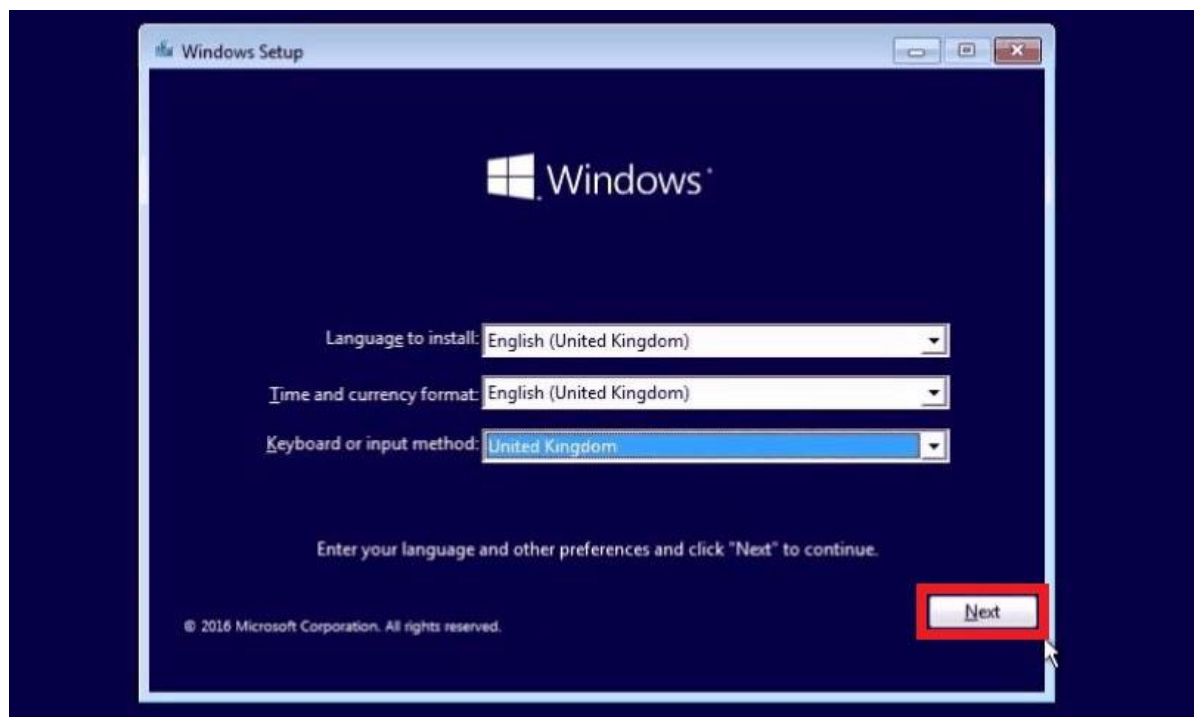 Windows Setup
Windows
Language to install: English (United Kingdom)
Time and currency format: English (United Kingdom)
Keyboard or input method: United Kingdom
Enter your language and other preferences and click "Next" to continue.
Next
© 2016 Microsoft Corporation. All rights reserved.